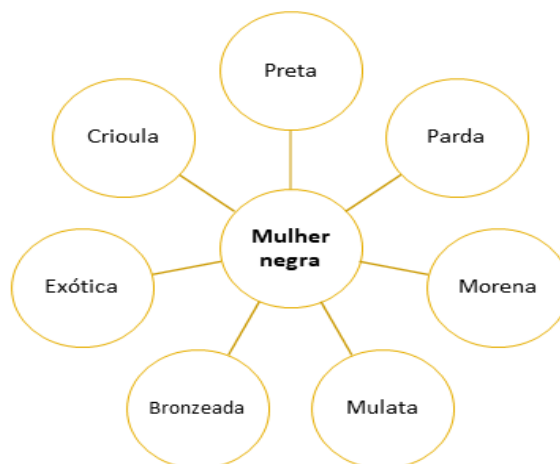 Preta
Crioula
Parda
Mulher
negra
Exótica
Morena
Bronzeada
Mulata